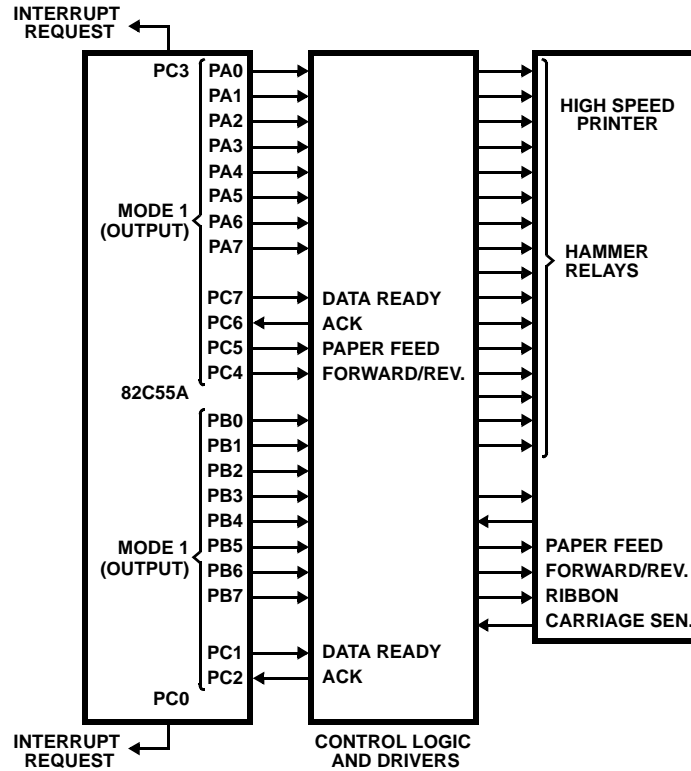 INTERRUPT
REQUEST
PC3
PA0
PA1
PA2
PA3
PA4
PA5
PA6
PA7
MODE 1
(OUTPUT)
PC7
PC6
PC5
PC4
82C55A
PB0
PB1
PB2
PB3
PB4
PB5
PB6
PB7
MODE 1
(OUTPUT)
PC1
PC2
PC0
INTERRUPT
REQUEST
DATA READY
ACK
PAPER FEED
FORWARD/REV.
DATA READY
ACK
CONTROL LOGIC
AND DRIVERS
HIGH SPEED
PRINTER
HAMMER
RELAYS
PAPER FEED
FORWARD/REV.
RIBBON
CARRIAGE SEN.